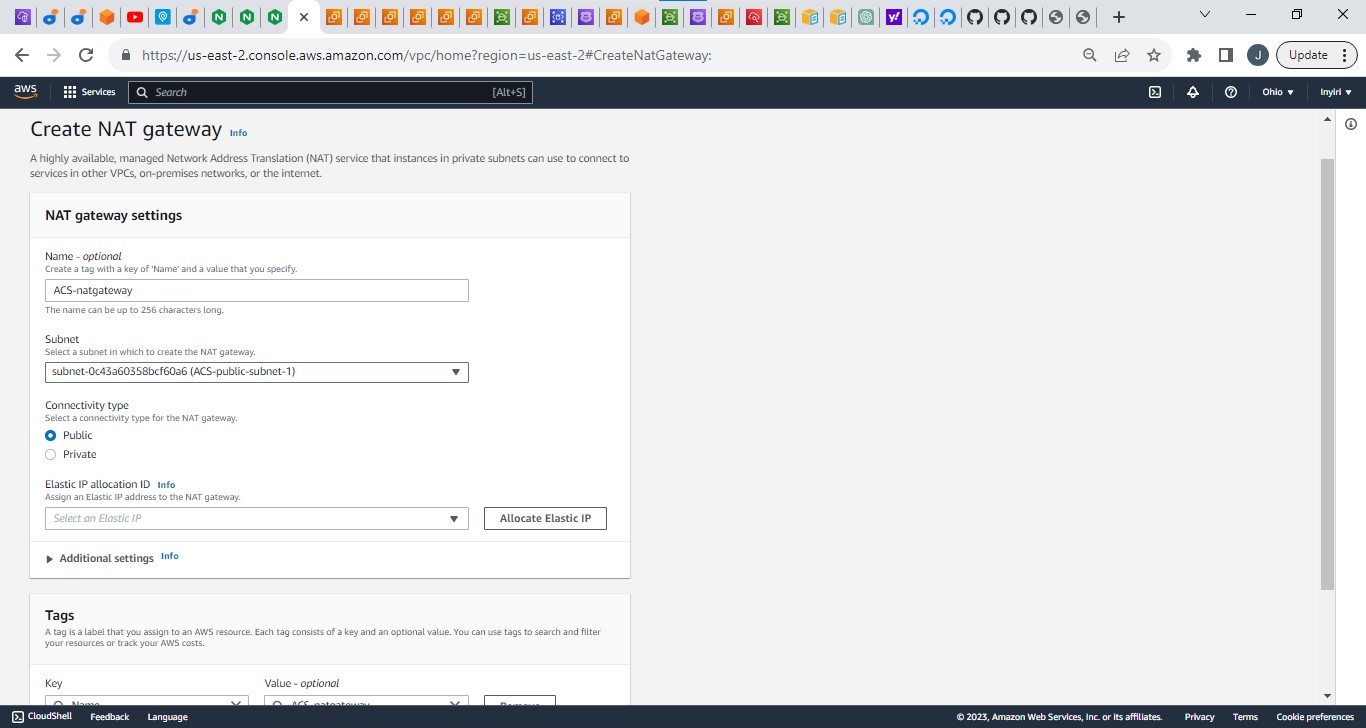 https://us-east-2.console.aws.amazon.com/vpc/home?region=us-east-2#CreateNatGateway:
J
Update
aws
Services
Search
[Alt+S]
Ohio
Inyiri
Create NAT gateway Info
A highly available, managed Network Address Translation (NAT) service that instances in private subnets can use to connect to
services in other VPCs, on-premises networks, or the internet.
NAT gateway settings
Name - optional
Create a tag with a key of 'Name' and a value that you specify.
ACS-natgateway
The name can be up to 256 characters long.
Subnet
Select a subnet in which to create the NAT gateway.
subnet-0c43a60358bcf60a6 (ACS-public-subnet-1)
Connectivity type
Select a connectivity type for the NAT gateway.
Public
Private
Elastic IP allocation ID Info
Assign an Elastic IP address to the NAT gateway.
Select an Elastic IP
Allocate Elastic IP
Additional settings Info
Tags
A tag is a label that you assign to an AWS resource. Each tag consists of a key and an optional value. You can use tags to search and filter
your resources or track your AWS costs.
Key
Value - optional
Name
ACS-natgateway
Remove
CloudShell
Feedback
Language
© 2023, Amazon Web Services, Inc. or its affiliates.
Privacy
Terms
Cookie preferences